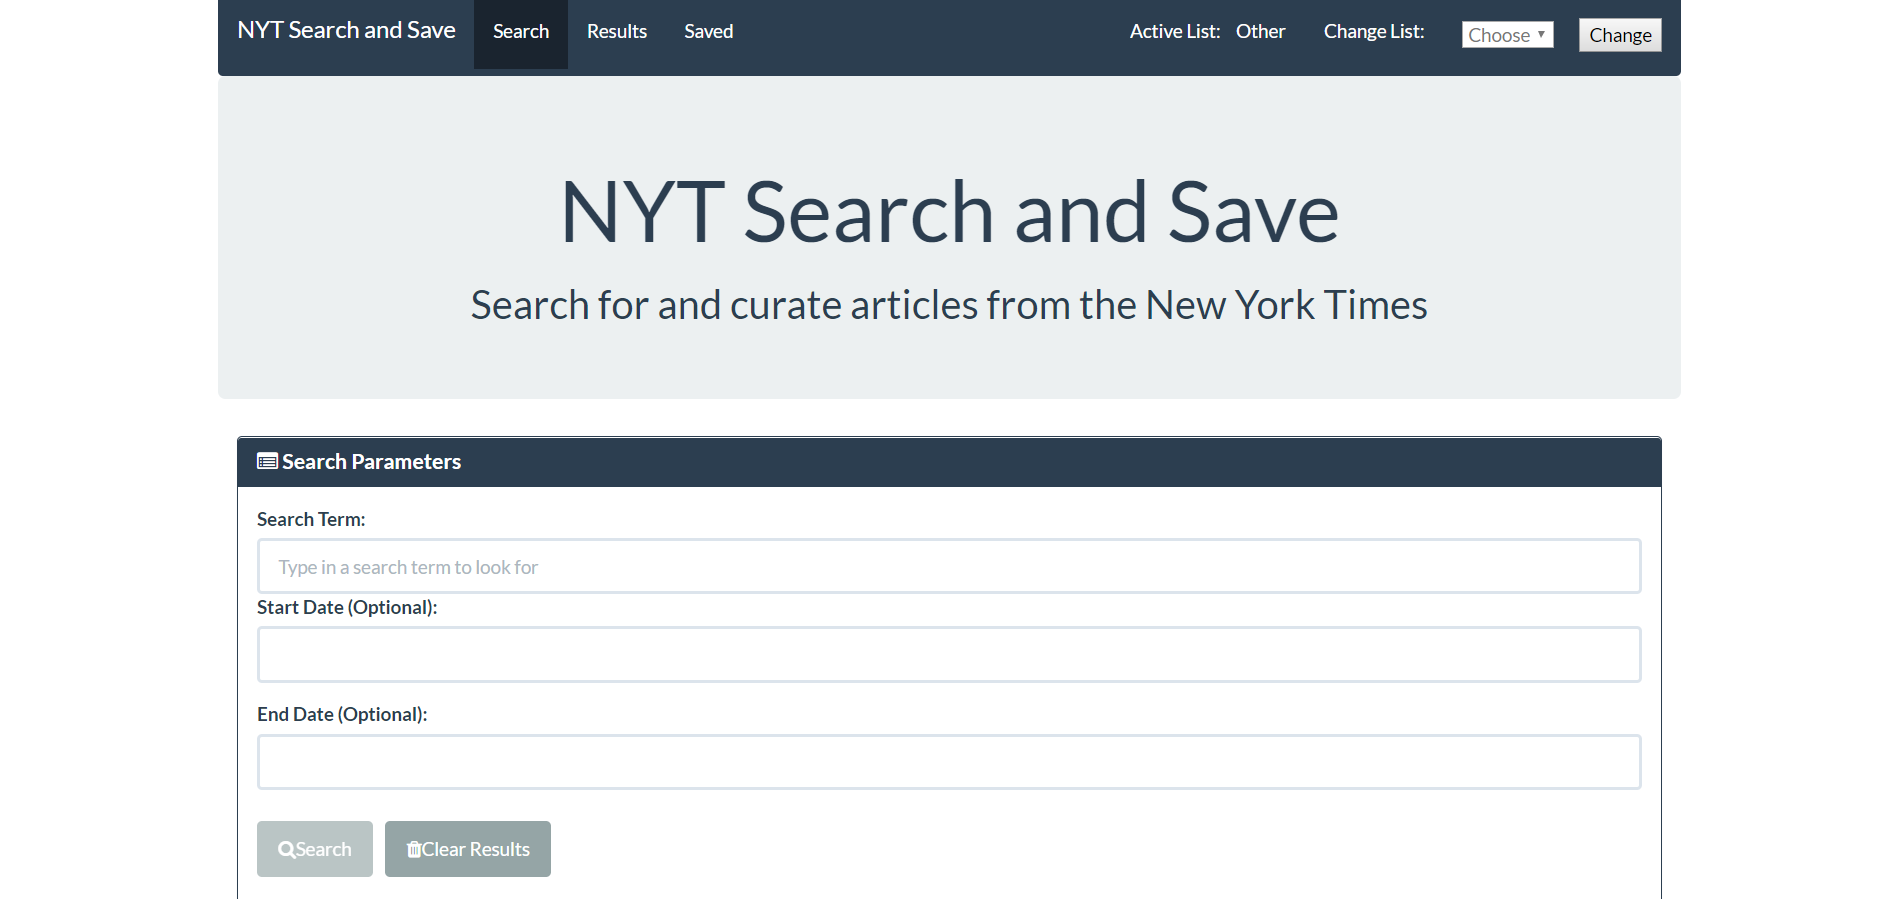 NYT Search and Save Search Results Saved Active List: Other Change List: Choose Change
NYT Search and Save
Search for and curate articles from the New York Times
Search Parameters
Search Term:
Type in a search term to look for
Start Date (Optional):
End Date (Optional):
Search Clear Results